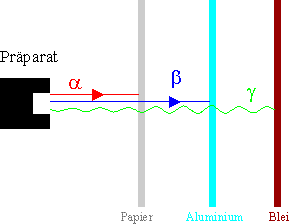 Präparat
α
β
γ
Papier
Aluminium
Blei